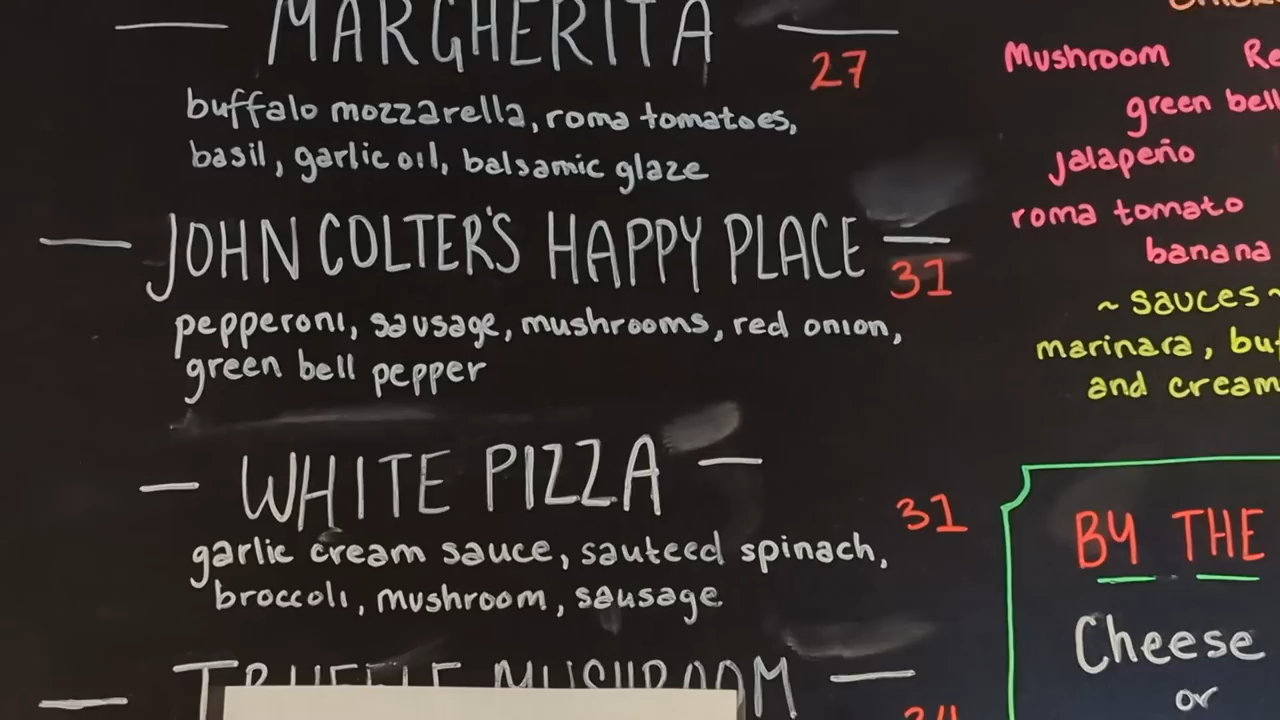 MARGHERITA
27
buffalo mozzarella, roma tomatoes,
basil, garlic oil, balsamic glaze
JOHN COLTER'S HAPPY PLACE
31
pepperoni, sausage, mushrooms, red onion,
green bell pepper
WHITE PIZZA
31
garlic cream sauce, sauteed spinach,
broccoli, mushroom, sausage
TRUFFLE MUSHROOM
Mushroom
green bell
jalapeño
roma tomato
banana
~ sauces ~
marinara,
and cream
BY THE
Cheese
or